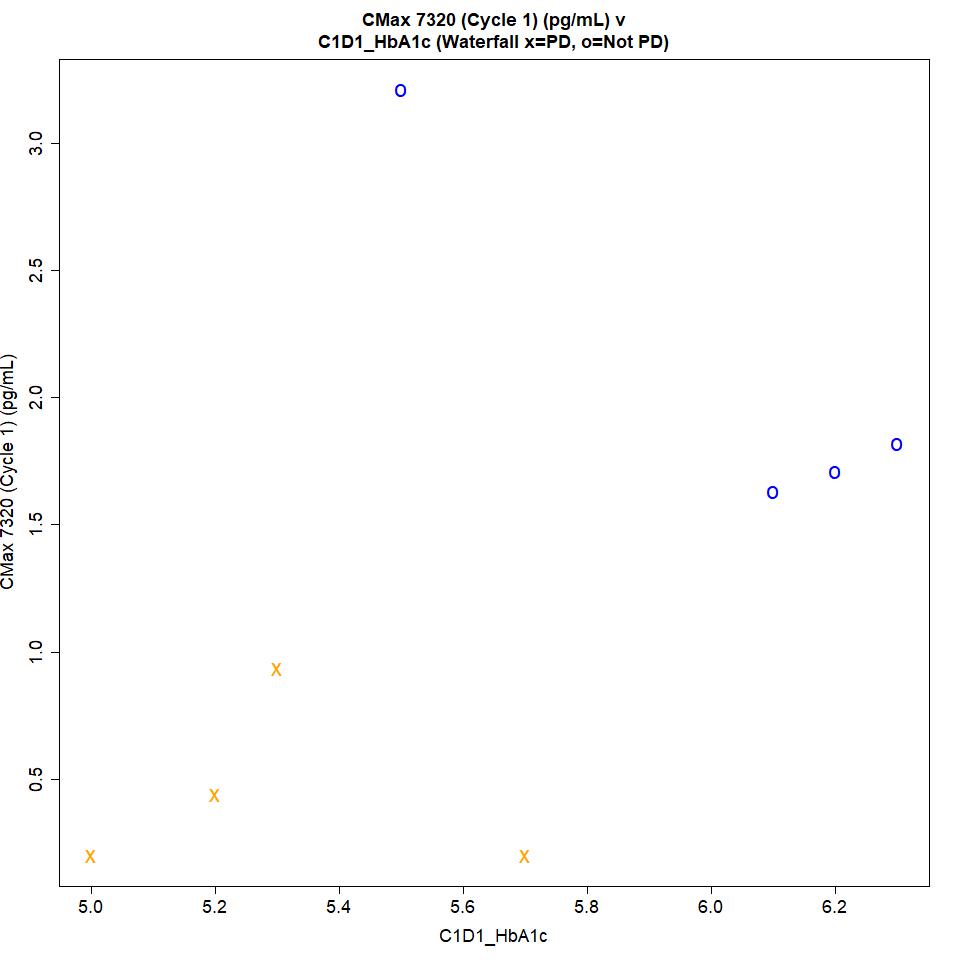 CMax 7320 (Cycle 1) (pg/mL) v
C1D1_HbA1c (Waterfall x=PD, o=Not PD)
CMax 7320 (Cycle 1) (pg/mL)
3.0
2.5
2.0
1.5
1.0
0.5
o
o
o
o
x
x
x
x
5.0 5.2 5.4 5.6 5.8 6.0 6.2
C1D1_HbA1c